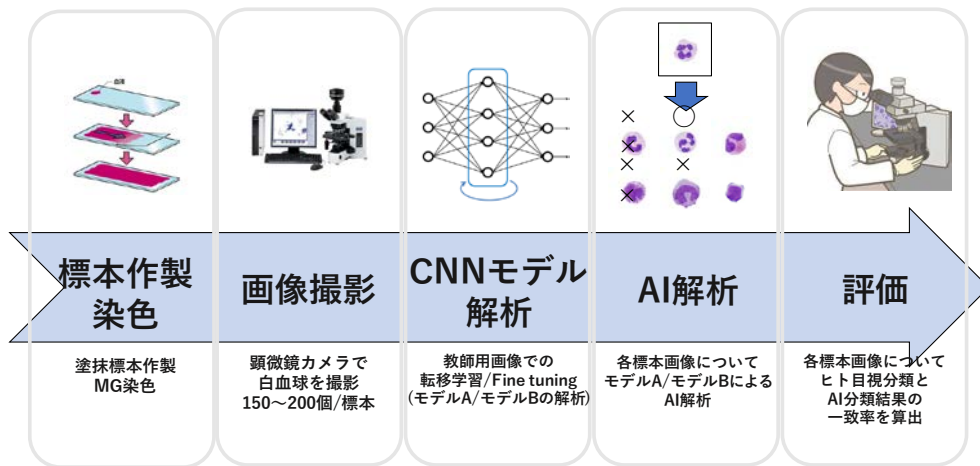 標本作製
染色
画像撮影
CNNモデル
解析
AI解析
評価
塗抹標本作製
MG染色
顕微鏡カメラで
白血球を撮影
150～200個/標本
教師用画像での
転移学習/Fine tuning
(モデルA/モデルBの解析)
各標本画像について
モデルA/モデルBによる
AI解析
各標本画像について
ヒト目視分類と
AI分類結果の
一致率を算出